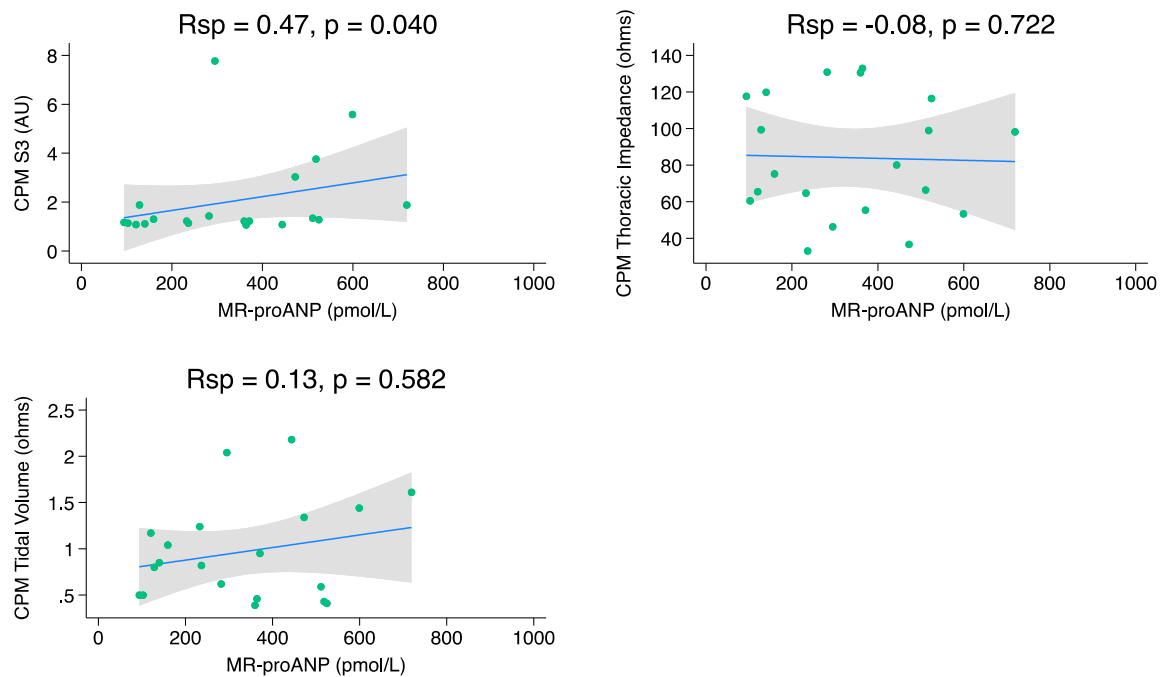 Rsp = 0.47, p = 0.040
CPM S3 (AU)
8
6
4
2
0
0 200 400 600 800 1000
MR-proANP (pmol/L)
Rsp = -0.08, p = 0.722
CPM Thoracic Impedance (ohms)
140
120
100
80
60
40
0 200 400 600 800 1000
MR-proANP (pmol/L)
Rsp = 0.13, p = 0.582
CPM Tidal Volume (ohms)
2.5
2
1.5
1
.5
0 200 400 600 800 1000
MR-proANP (pmol/L)